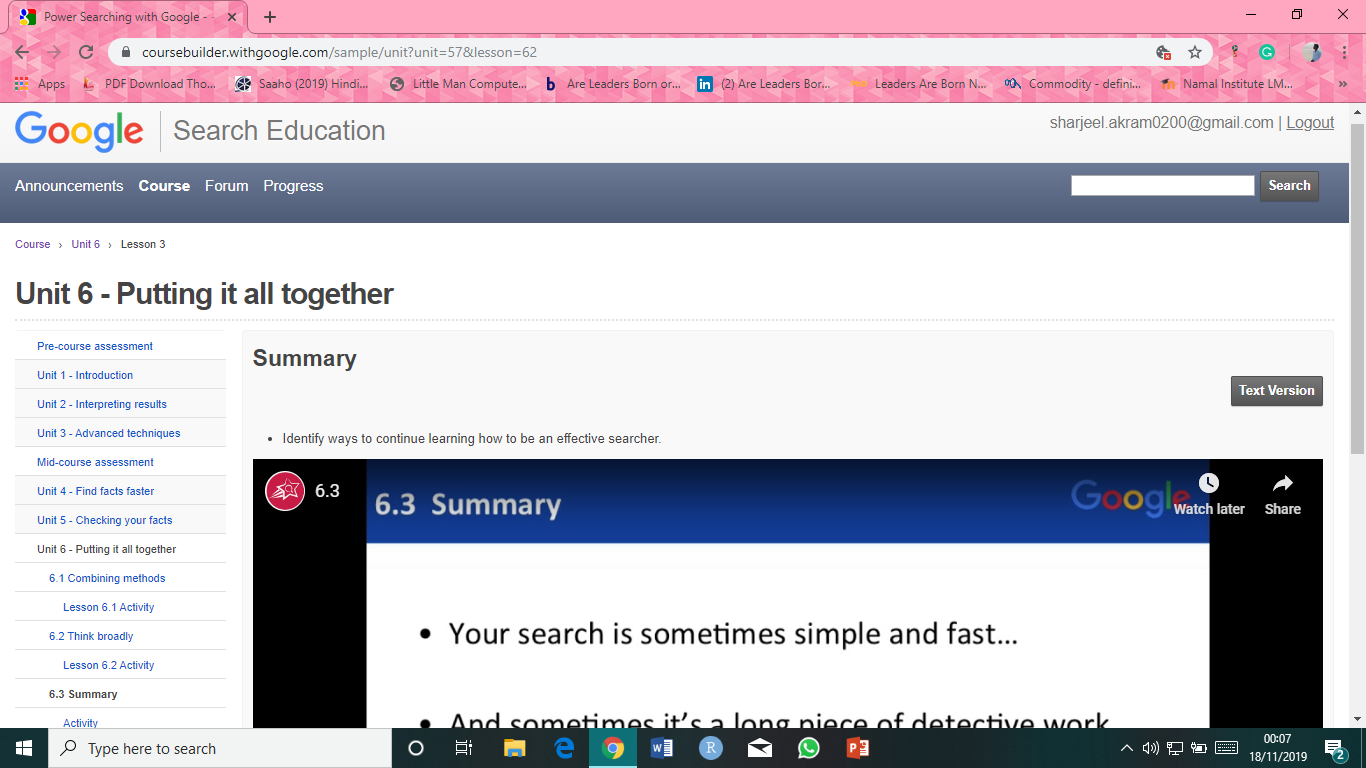 Power Searching with Google -
coursebuilder.withgoogle.com/sample/unit?unit=57&lesson=62
Apps PDF Download Tho... Saaho (2019) Hindi... Little Man Compute... Are Leaders Born or... (2) Are Leaders Bor... Leaders Are Born N... Commodity - defini... Namal Institute LM... »
Google Search Education
sharjeel.akram0200@gmail.com | Logout
Announcements Course Forum Progress
Search
Course › Unit 6 › Lesson 3
Unit 6 - Putting it all together
Pre-course assessment
Unit 1 - Introduction
Unit 2 - Interpreting results
Unit 3 - Advanced techniques
Mid-course assessment
Unit 4 - Find facts faster
Unit 5 - Checking your facts
Unit 6 - Putting it all together
6.1 Combining methods
Lesson 6.1 Activity
6.2 Think broadly
Lesson 6.2 Activity
6.3 Summary
Activity
Summary
Text Version
• Identify ways to continue learning how to be an effective searcher.
6.3
6.3 Summary
Google
Watch later Share
• Your search is sometimes simple and fast...
• And sometimes it's a long piece of detective work
Type here to search
00:07
18/11/2019
2